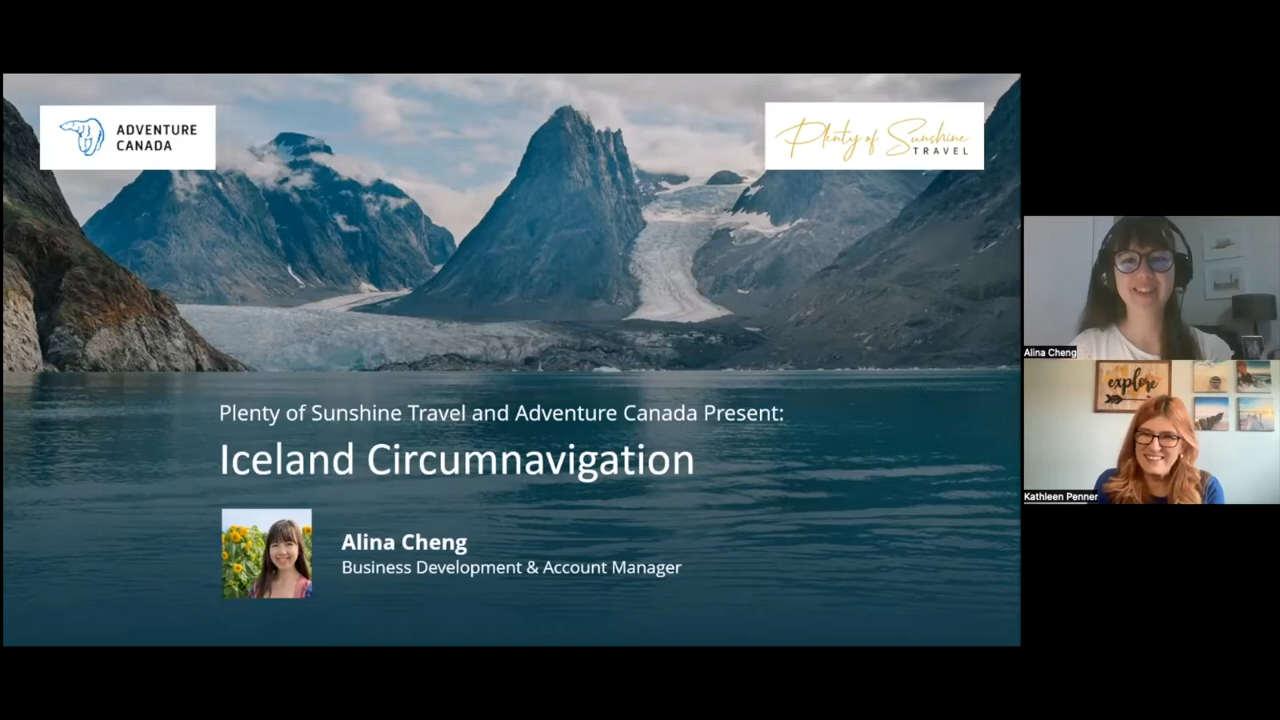 ADVENTURE
CANADA
Plenty of Sunshine
TRAVEL
Plenty of Sunshine Travel and Adventure Canada Present:
Iceland Circumnavigation
Alina Cheng
Business Development & Account Manager
Alina Cheng
explore
Kathleen Penner